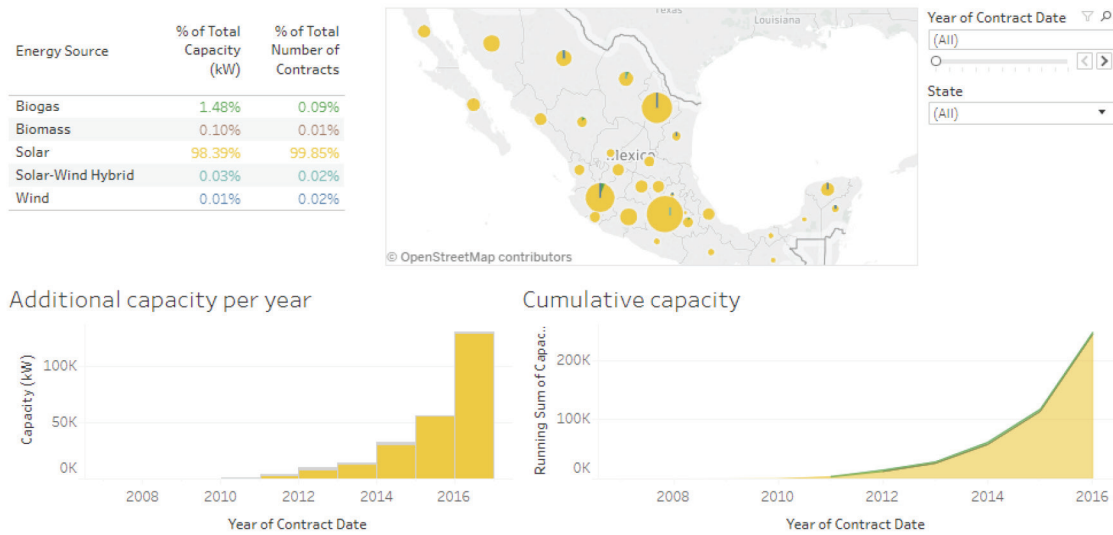 Energy Source
% of Total Capacity (kW)
% of Total Number of Contracts
Biogas 1.48% 0.09%
Biomass 0.10% 0.01%
Solar 98.39% 99.85%
Solar-Wind Hybrid 0.03% 0.02%
Wind 0.01% 0.02%
Texas
Louisiana
Mexico
© OpenStreetMap contributors
Year of Contract Date
(All)
State
(All)
Additional capacity per year
Capacity (kW)
100K
50K
0K
2008 2010 2012 2014 2016
Year of Contract Date
Cumulative capacity
Running Sum of Capac..
200K
100K
0K
2008 2010 2012 2014 2016
Year of Contract Date